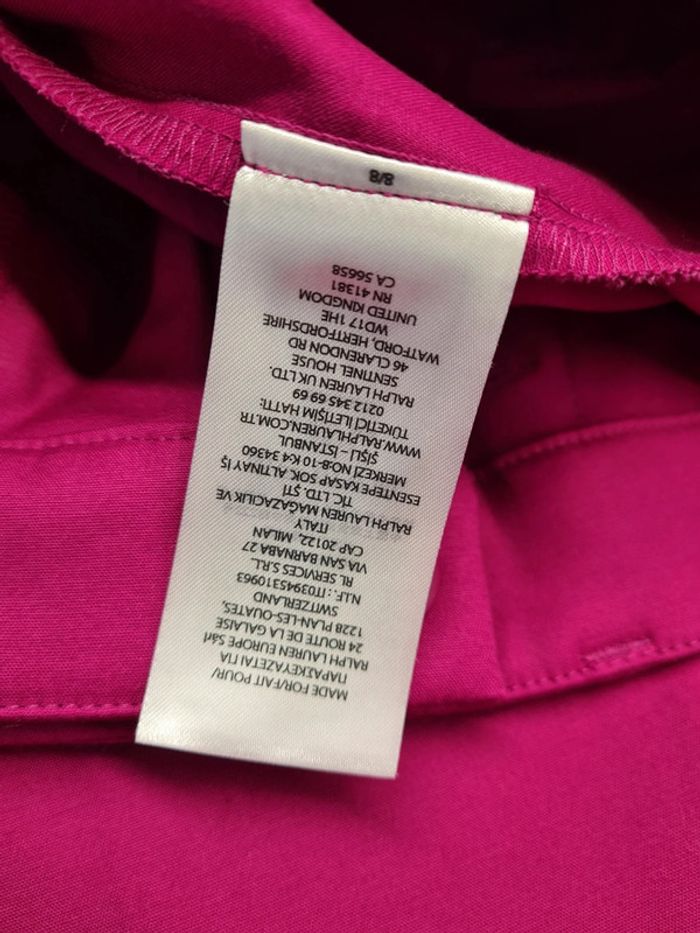 MADE FOR/FAIT POUR/
ΠΑΡΑΣΚΕΥΑΖΕΤΑΙ ΓΙΑ
RALPH LAUREN EUROPE Sàrl
24 ROUTE DE LA GALAISE
1228 PLAN-LES-OUATES,
SWITZERLAND
N.I.F. : IT03945310963
RL SERVICES S.R.L.
VIA SAN BARNABA 27
CAP 20122, MILAN
ITALY
RALPH LAUREN MAĞAZACILIK VE
TİC. LTD. ŞTİ
ESENTEPE KASAP SOK. ALTINAY İŞ
MERKEZİ NO:8-10 K:4 34360
ŞİŞLİ – İSTANBUL
WWW.RALPHLAUREN.COM.TR
TÜKETİCİ İLETİŞİM HATTI:
0212 345 69 69
RALPH LAUREN UK LTD.
SENTINEL HOUSE
46 CLARENDON RD
WATFORD, HERTFORDSHIRE
WD17 1HE
UNITED KINGDOM
RN 41381
CA 56658
8/8